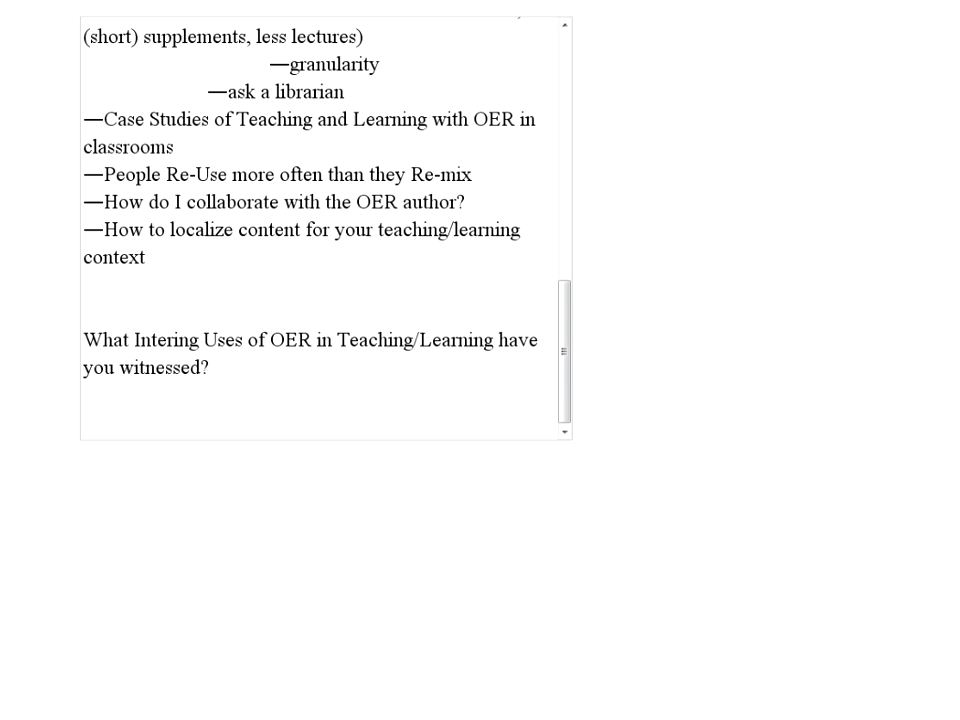 (short) supplements, less lectures)
—granularity
—ask a librarian
—Case Studies of Teaching and Learning with OER in
classrooms
—People Re-Use more often than they Re-mix
—How do I collaborate with the OER author?
—How to localize content for your teaching/learning
context
What Intering Uses of OER in Teaching/Learning have
you witnessed?